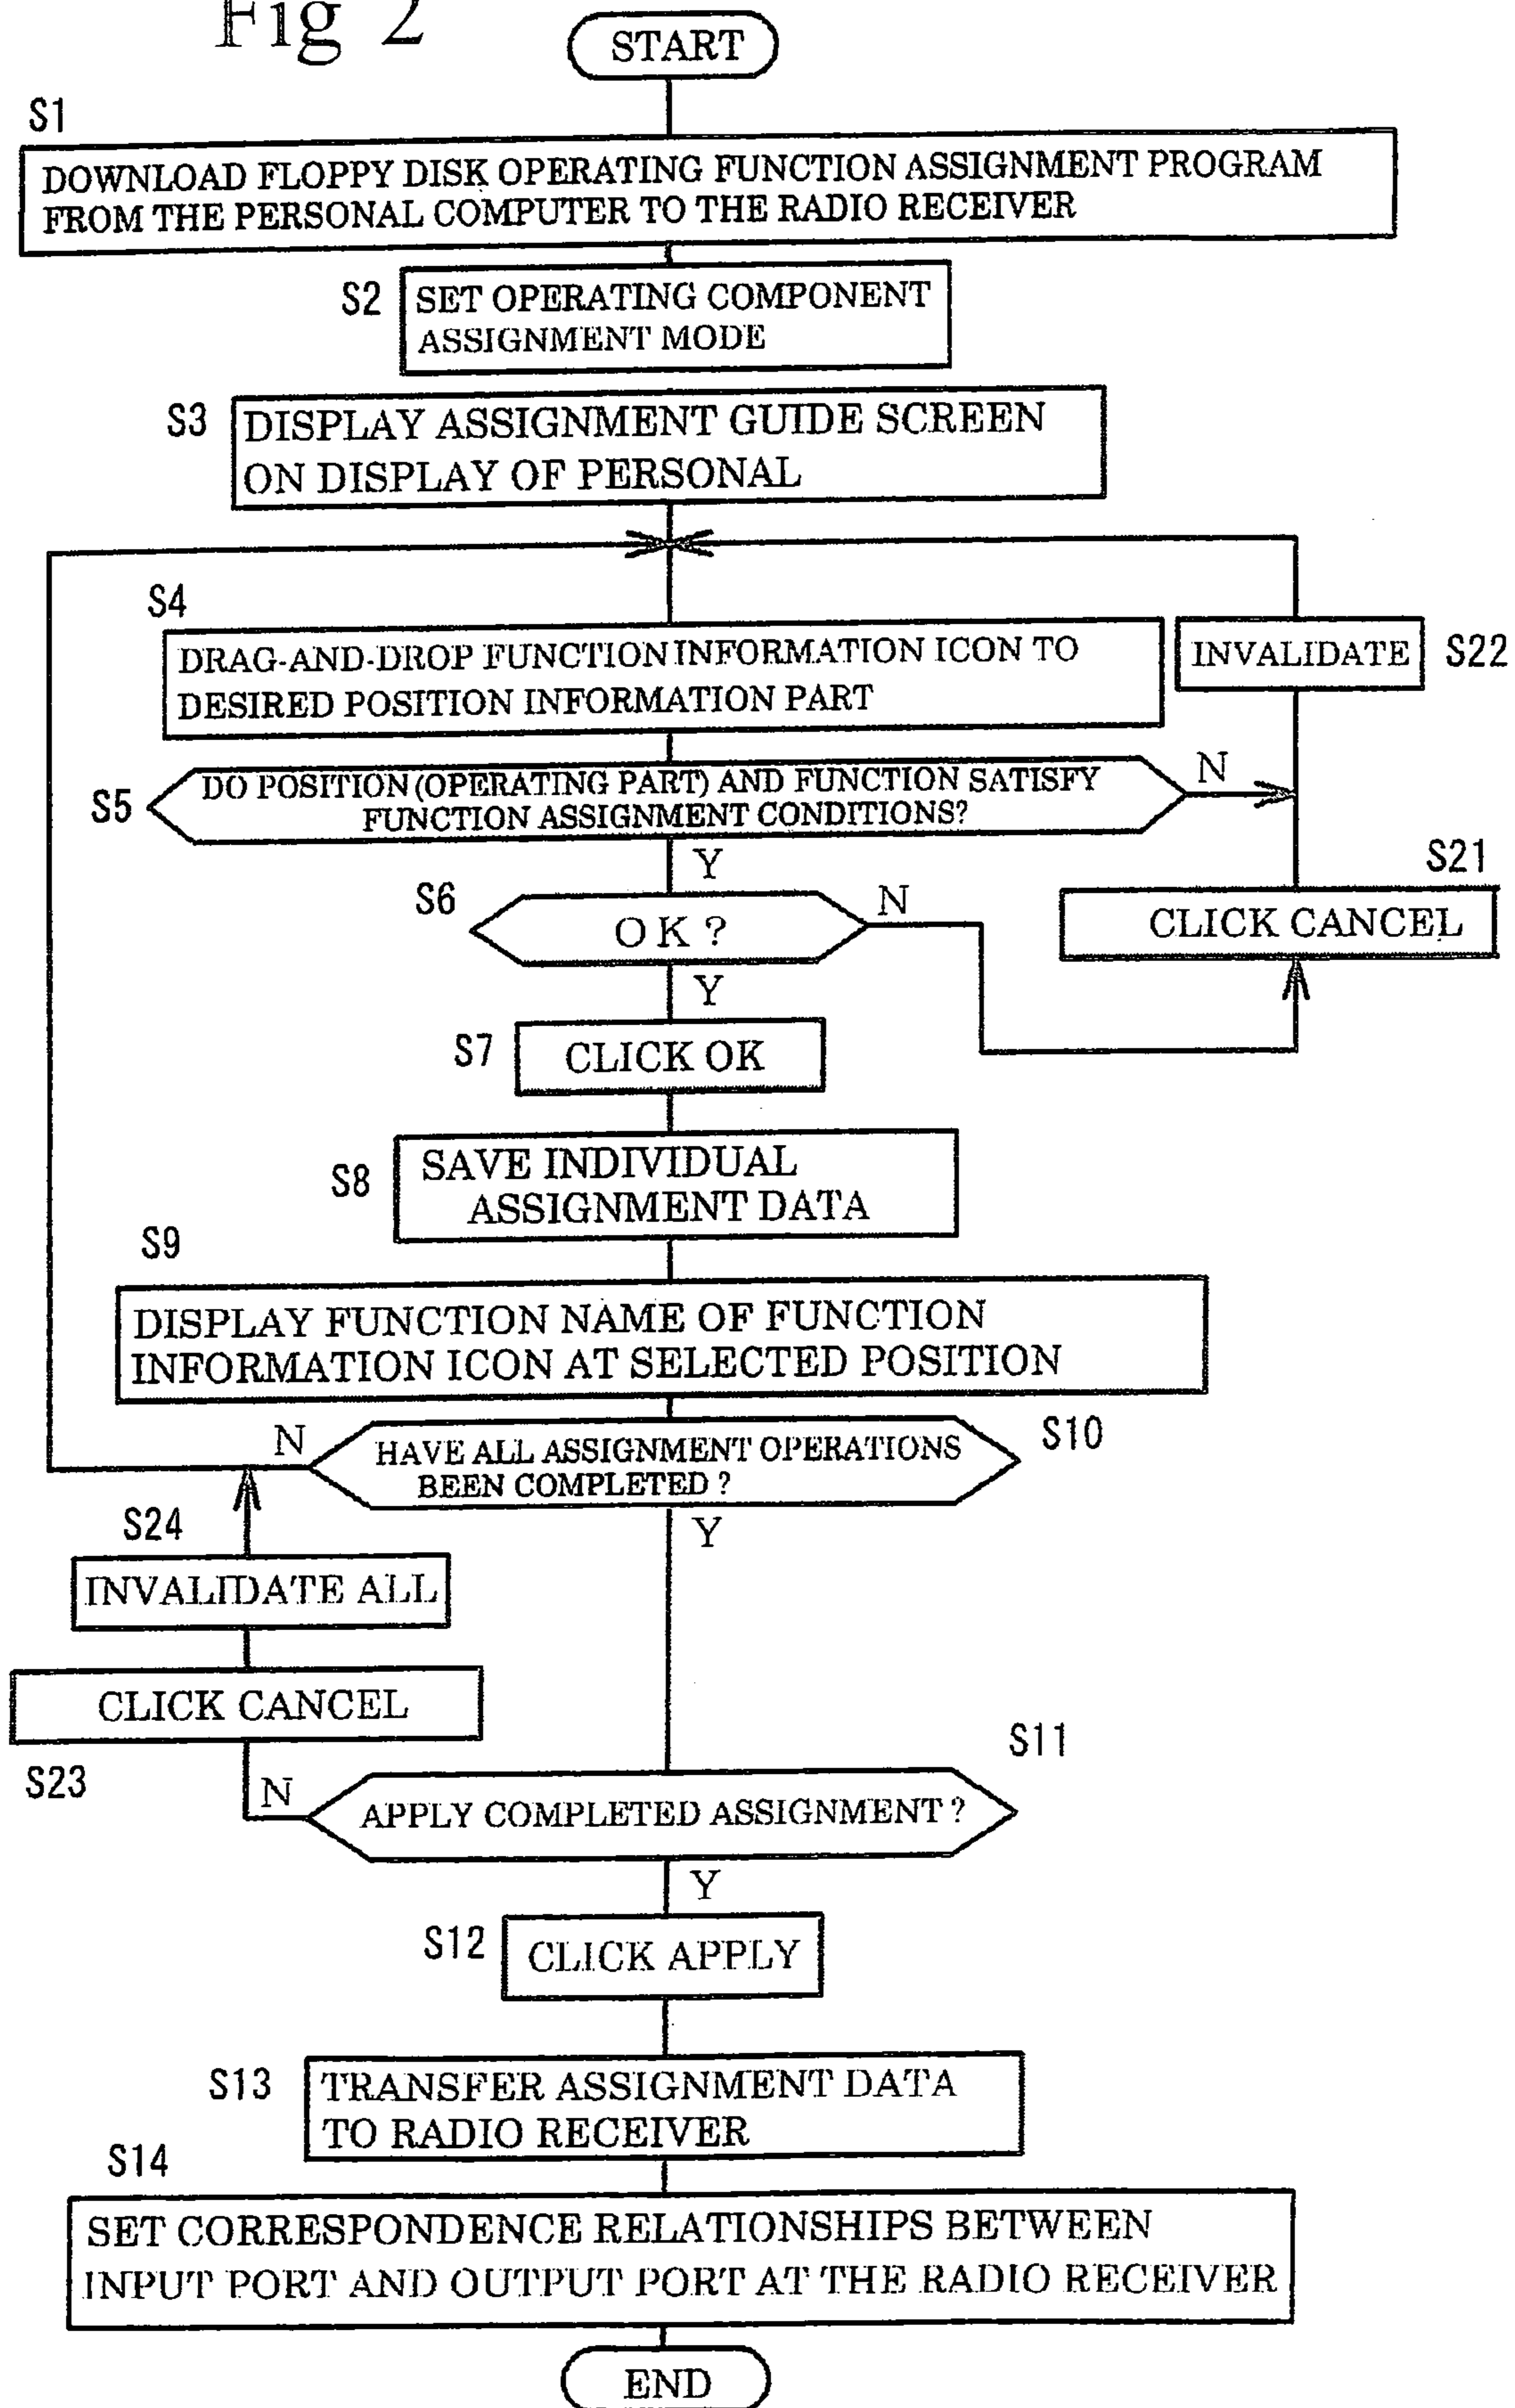 Fig 2
START
S1
DOWNLOAD FLOPPY DISK OPERATING FUNCTION ASSIGNMENT PROGRAM
FROM THE PERSONAL COMPUTER TO THE RADIO RECEIVER
S2
SET OPERATING COMPONENT
ASSIGNMENT MODE
S3
DISPLAY ASSIGNMENT GUIDE SCREEN
ON DISPLAY OF PERSONAL
S4
DRAG-AND-DROP FUNCTION INFORMATION ICON TO
DESIRED POSITION INFORMATION PART
INVALIDATE
S22
S5
DO POSITION (OPERATING PART) AND FUNCTION SATISFY
FUNCTION ASSIGNMENT CONDITIONS?
N
Y
S21
CLICK CANCEL
S6
OK ?
N
Y
S7
CLICK OK
S8
SAVE INDIVIDUAL
ASSIGNMENT DATA
S9
DISPLAY FUNCTION NAME OF FUNCTION
INFORMATION ICON AT SELECTED POSITION
N
HAVE ALL ASSIGNMENT OPERATIONS
BEEN COMPLETED ?
S10
Y
S24
INVALIDATE ALL
CLICK CANCEL
S23
S11
N
APPLY COMPLETED ASSIGNMENT ?
Y
S12
CLICK APPLY
S13
TRANSFER ASSIGNMENT DATA
TO RADIO RECEIVER
S14
SET CORRESPONDENCE RELATIONSHIPS BETWEEN
INPUT PORT AND OUTPUT PORT AT THE RADIO RECEIVER
END